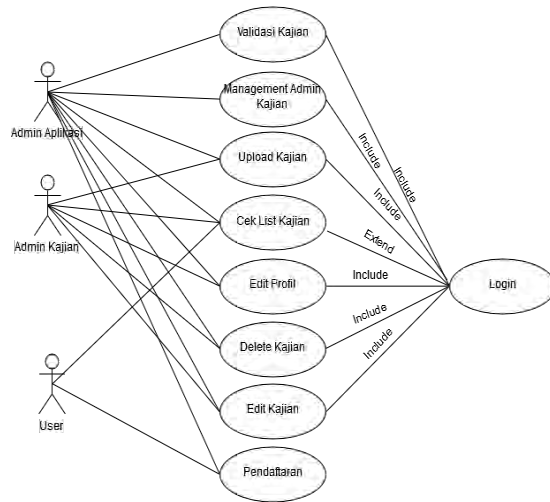 Validasi Kajian
Management Admin
Kajian
Admin Aplikasi
Include
Include
Upload Kajian
Include
Admin Kajian
Cek List Kajian
Extend
Edit Profil
Include
Login
Include
Delete Kajian
Include
User
Edit Kajian
Pendaftaran